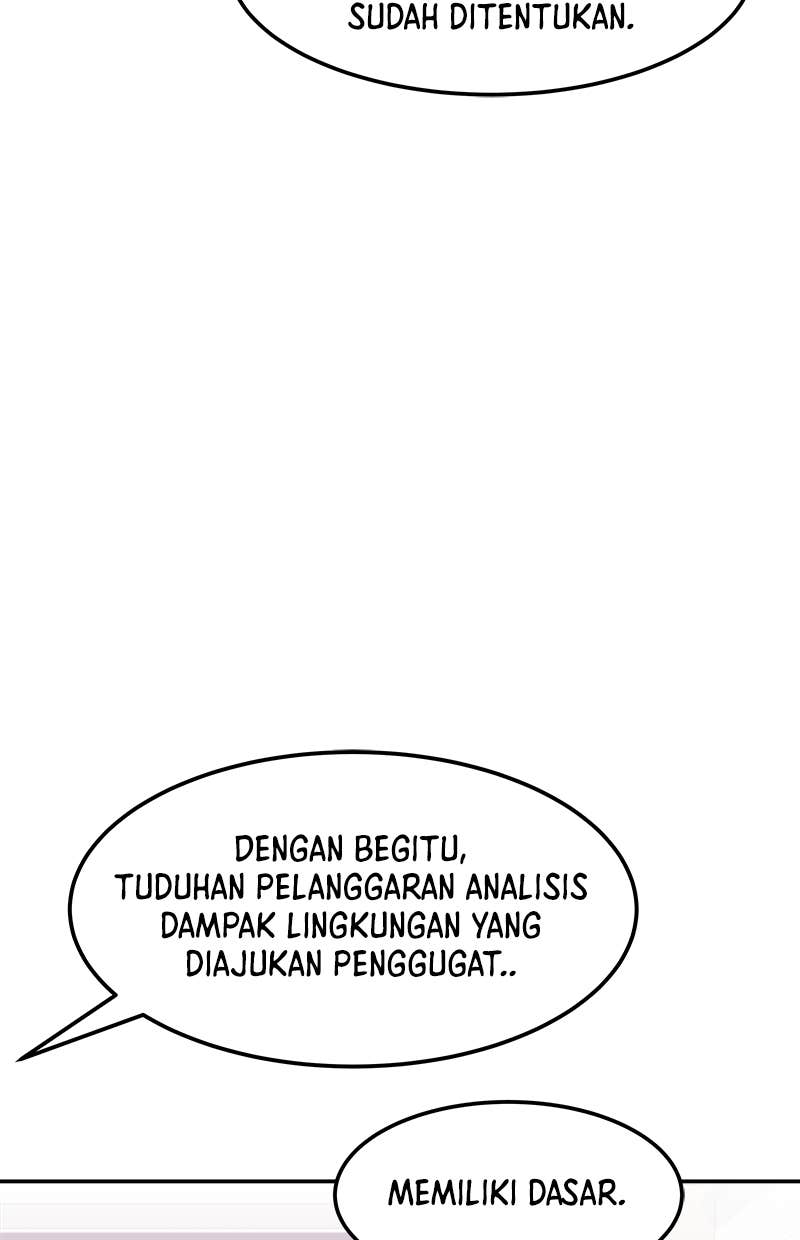 SUDAH DITENTUKAN.
DENGAN BEGITU,
TUDUHAN PELANGGARAN ANALISIS
DAMPAK LINGKUNGAN YANG
DIAJUKAN PENGGUGAT..
MEMILIKI DASAR.